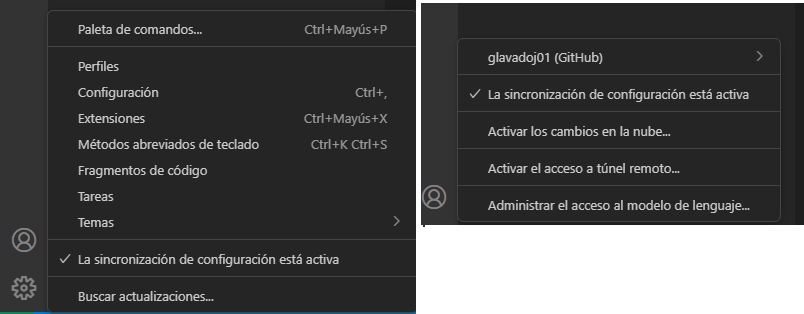 Paleta de comandos... Ctrl+Mayús+P
Perfiles
Configuración Ctrl+,
Extensiones Ctrl+Mayús+X
Métodos abreviados de teclado Ctrl+K Ctrl+S
Fragmentos de código
Tareas
Temas
La sincronización de configuración está activa
Buscar actualizaciones...
glavadoj01 (GitHub)
La sincronización de configuración está activa
Activar los cambios en la nube...
Activar el acceso a túnel remoto...
Administrar el acceso al modelo de lenguaje...